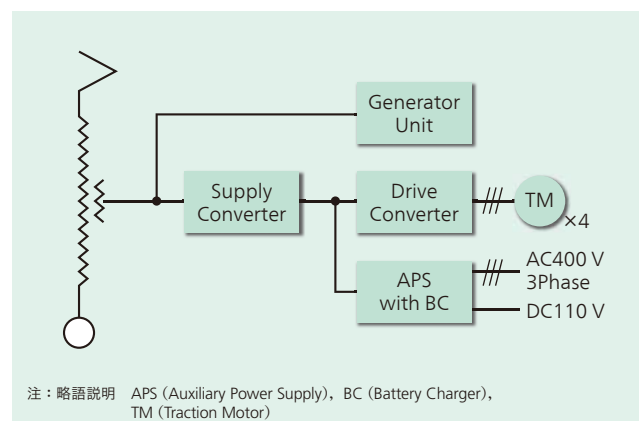 Generator
Unit
Supply
Converter
Drive
Converter
TM
×4
APS
with BC
AC400 V
3Phase
DC110 V
注：略語説明　APS（Auxiliary Power Supply），BC（Battery Charger），
TM（Traction Motor）